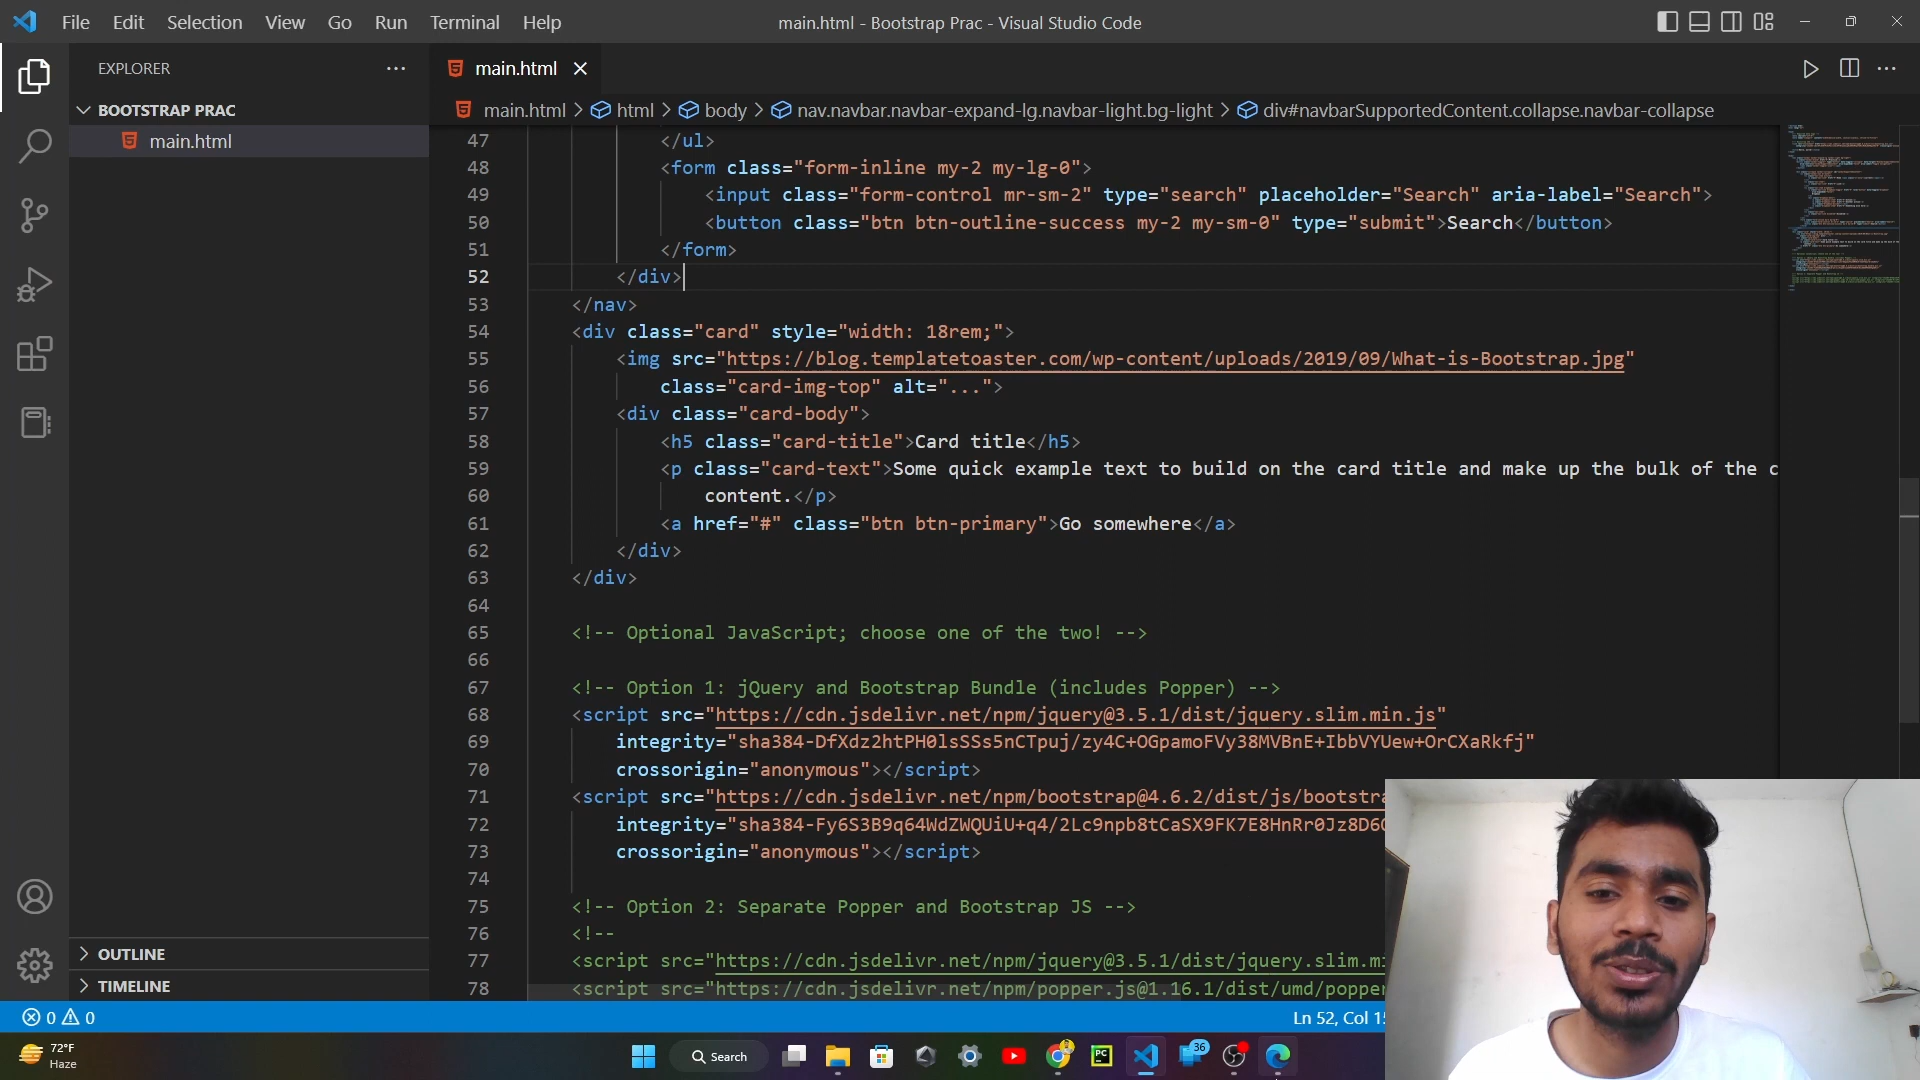 File Edit Selection View Go Run Terminal Help
main.html - Bootstrap Prac - Visual Studio Code
EXPLORER
main.html
BOOTSTRAP PRAC
main.html
main.html > html > body > nav.navbar.navbar-expand-lg.navbar-light.bg-light > div#navbarSupportedContent.collapse.navbar-collapse
47 </ul>
48 <form class="form-inline my-2 my-lg-0">
49 <input class="form-control mr-sm-2" type="search" placeholder="Search" aria-label="Search">
50 <button class="btn btn-outline-success my-2 my-sm-0" type="submit">Search</button>
51 </form>
52 </div>
53 </nav>
54 <div class="card" style="width: 18rem;">
55 <img src="https://blog.templatetoaster.com/wp-content/uploads/2019/09/What-is-Bootstrap.jpg"
56 class="card-img-top" alt="...">
57 <div class="card-body">
58 <h5 class="card-title">Card title</h5>
59 <p class="card-text">Some quick example text to build on the card title and make up the bulk of the c
60 content.</p>
61 <a href="#" class="btn btn-primary">Go somewhere</a>
62 </div>
63 </div>
64
65 <!-- Optional JavaScript; choose one of the two! -->
66
67 <!-- Option 1: jQuery and Bootstrap Bundle (includes Popper) -->
68 <script src="https://cdn.jsdelivr.net/npm/jquery@3.5.1/dist/jquery.slim.min.js"
69 integrity="sha384-DfXdz2htPH0lsSSs5nCTpuj/zy4C+OGpamoFVy38MVBnE+IbbVYUew+OrCXaRkfj"
70 crossorigin="anonymous"></script>
71 <script src="https://cdn.jsdelivr.net/npm/bootstrap@4.6.2/dist/js/bootstra
72 integrity="sha384-Fy6S3B9q64WdZWQUiU+q4/2Lc9npb8tCaSX9FK7E8HnRr0Jz8D6
73 crossorigin="anonymous"></script>
74
75 <!-- Option 2: Separate Popper and Bootstrap JS -->
76 <!--
77 <script src="https://cdn.jsdelivr.net/npm/jquery@3.5.1/dist/jquery.slim.mi
78 <script src="https://cdn.jsdelivr.net/npm/popper.js@1.16.1/dist/umd/popper
OUTLINE
TIMELINE
0 0
Ln 52, Col 15
72°F
Haze
Search
PC
36